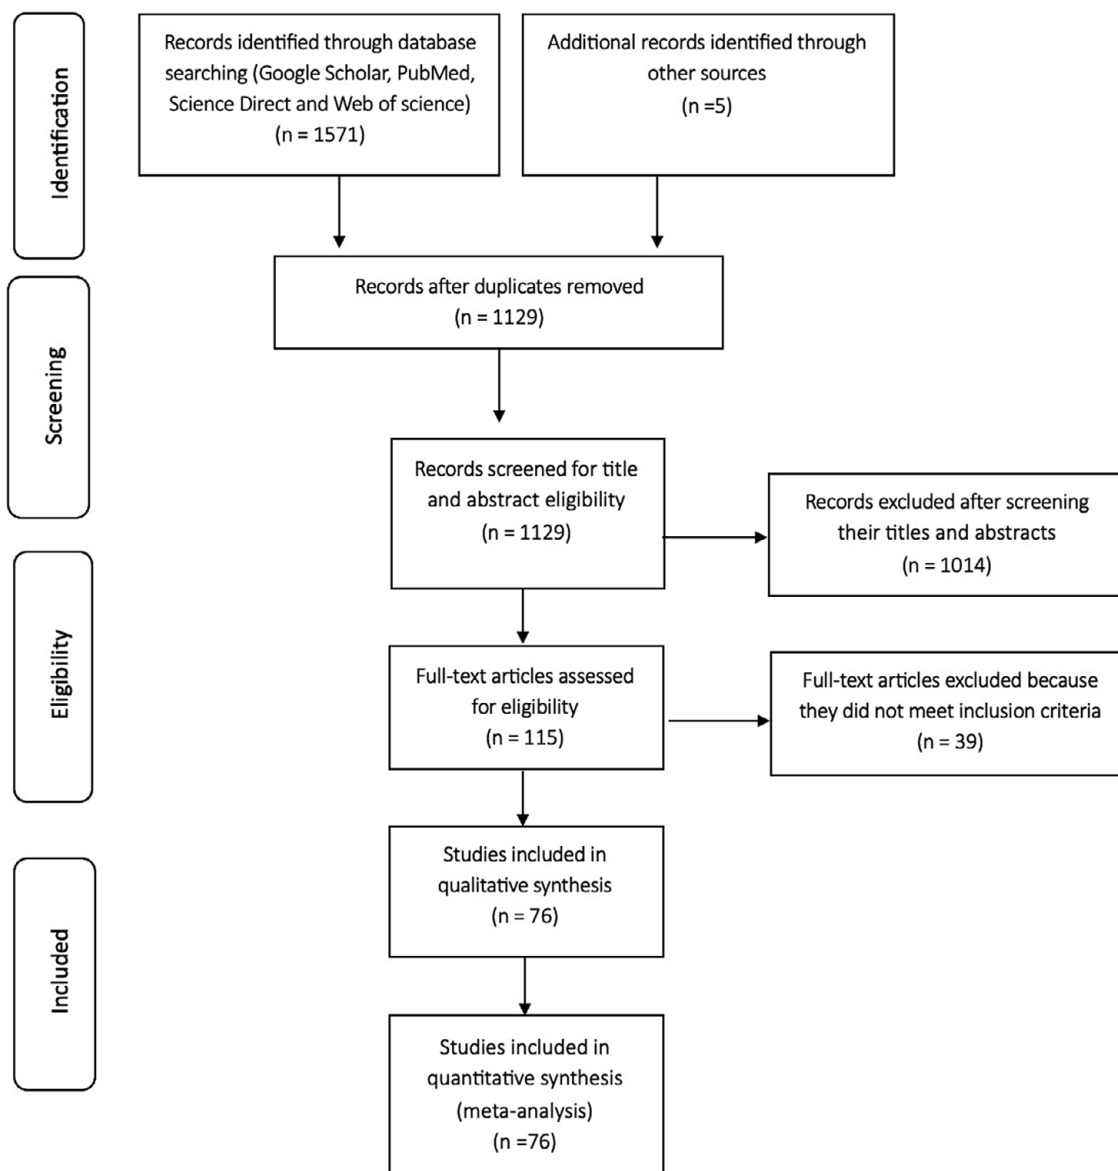 Identification
Records identified through database
searching (Google Scholar, PubMed,
Science Direct and Web of science)
(n = 1571)
Additional records identified through
other sources
(n =5)
Records after duplicates removed
(n = 1129)
Screening
Records screened for title
and abstract eligibility
(n = 1129)
Records excluded after screening
their titles and abstracts
(n = 1014)
Eligibility
Full-text articles assessed
for eligibility
(n = 115)
Full-text articles excluded because
they did not meet inclusion criteria
(n = 39)
Included
Studies included in
qualitative synthesis
(n = 76)
Studies included in
quantitative synthesis
(meta-analysis)
(n =76)